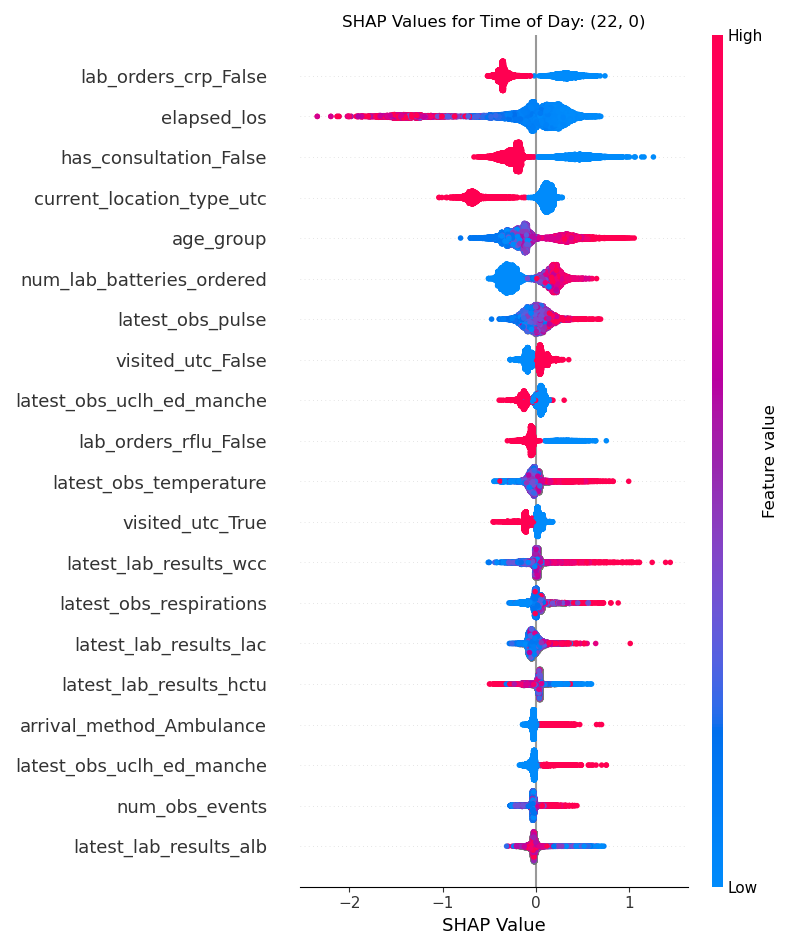 SHAP Values for Time of Day: (22, 0)
High
lab_orders_crp_False
elapsed_los
has_consultation_False
current_location_type_utc
age_group
num_lab_batteries_ordered
latest_obs_pulse
visited_utc_False
latest_obs_uclh_ed_manche
lab_orders_rflu_False
latest_obs_temperature
visited_utc_True
latest_lab_results_wcc
latest_obs_respirations
latest_lab_results_lac
latest_lab_results_hctu
arrival_method_Ambulance
latest_obs_uclh_ed_manche
num_obs_events
latest_lab_results_alb
Feature value
Low
−2 −1 0 1
SHAP Value